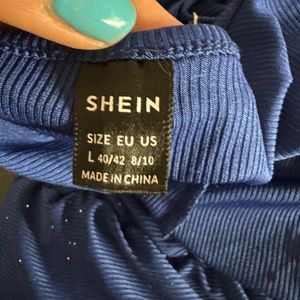 SHEIN
SIZE EU US
L 40/42 8/10
MADE IN CHINA